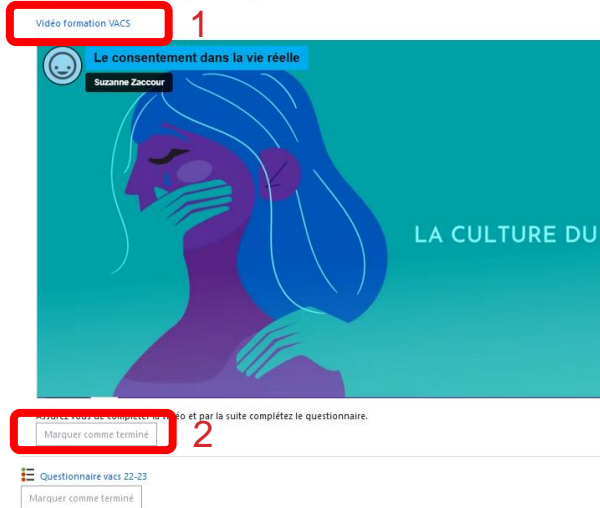 Vidéo formation VACS
1
Le consentement dans la vie réelle
Suzanne Zaccour
LA CULTURE DU
Assurez vous de compléter la vidéo et par la suite complétez le questionnaire.
Marquer comme terminé
2
Questionnaire vacs 22-23
Marquer comme terminé